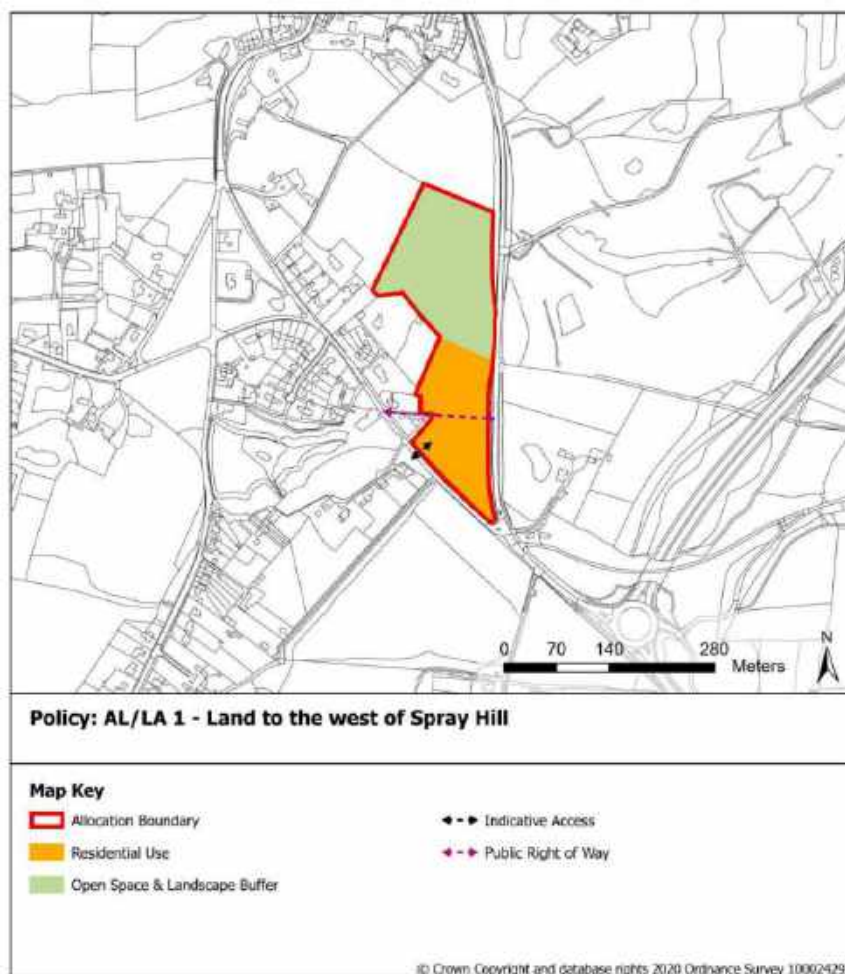 0 70 140 280
Meters
N
Policy: AL/LA 1 - Land to the west of Spray Hill
Map Key
Allocation Boundary
Residential Use
Open Space & Landscape Buffer
Indicative Access
Public Right of Way
© Crown Copyright and database rights 2020 Ordnance Survey 10002429